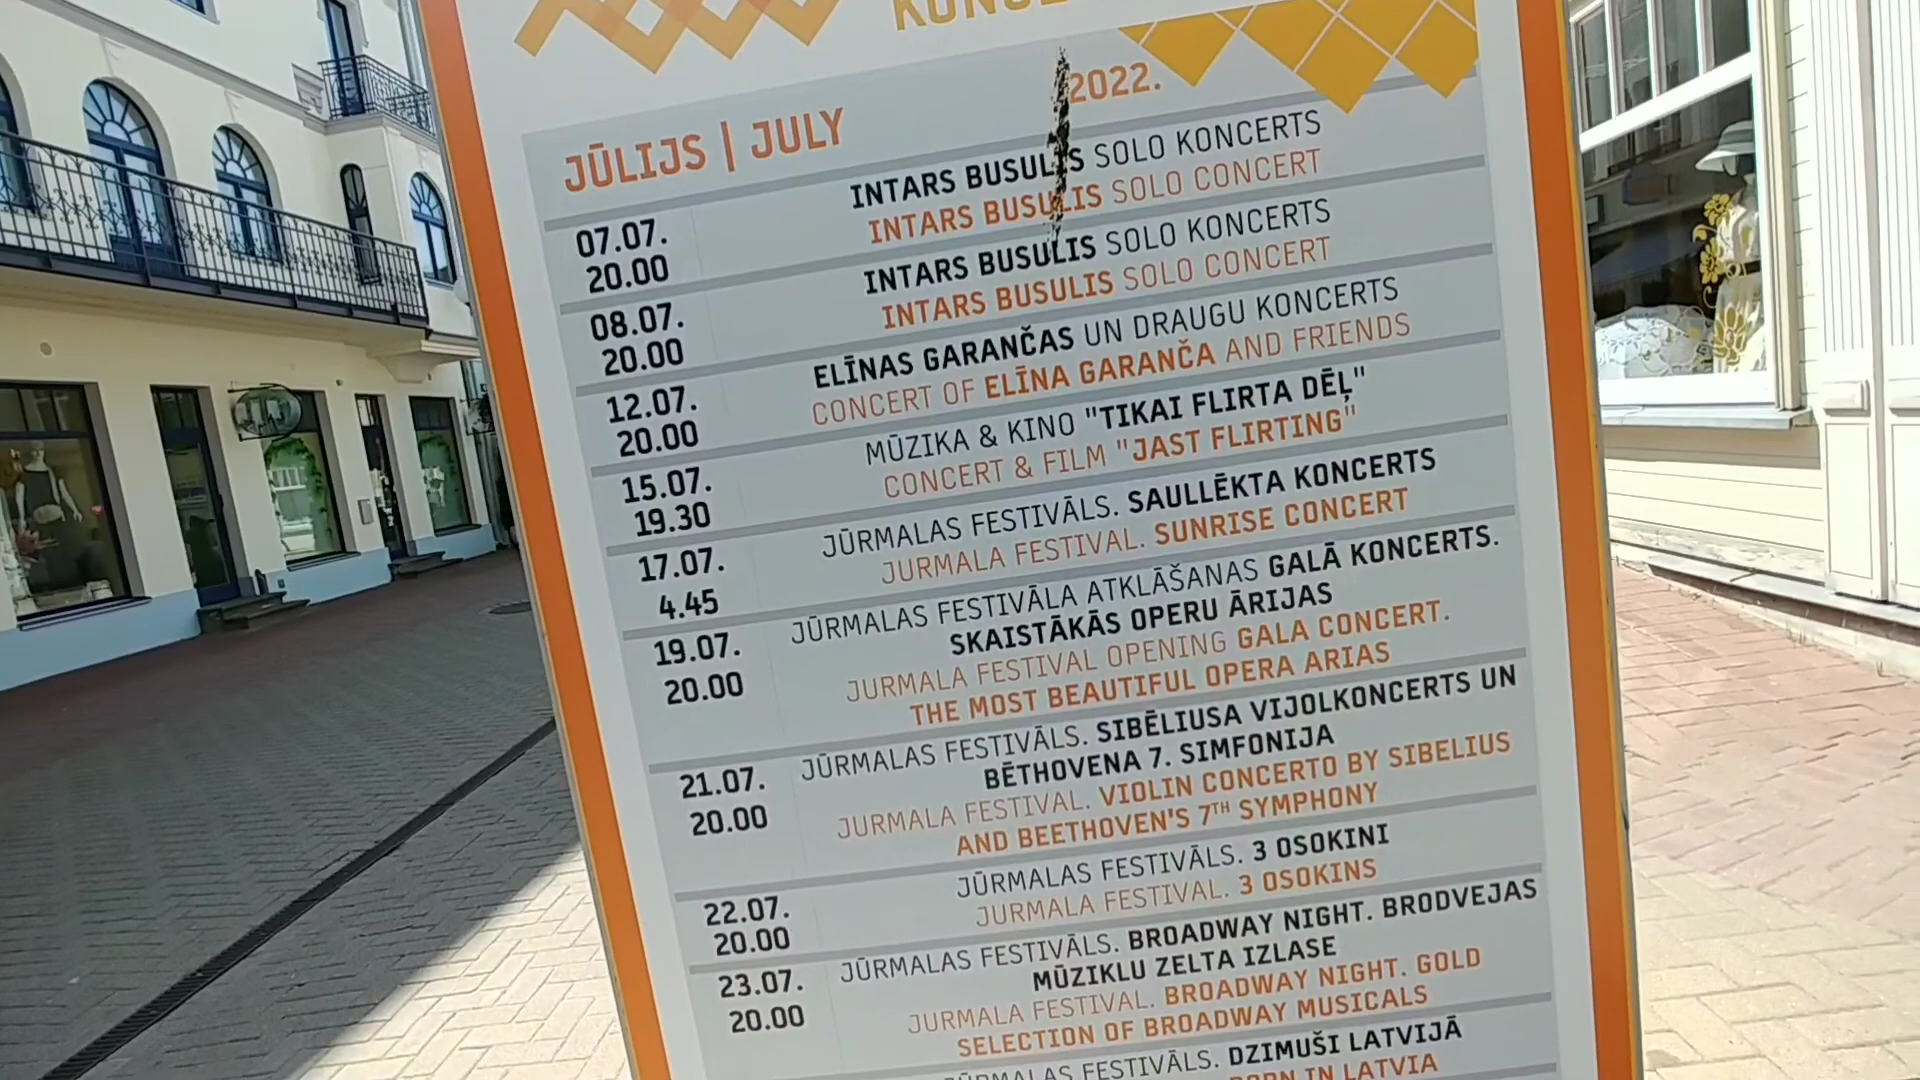 2022.
JŪLIJS | JULY
07.07.
20.00
INTARS BUSULIS SOLO KONCERTS
INTARS BUSULIS SOLO CONCERT
08.07.
20.00
INTARS BUSULIS SOLO KONCERTS
INTARS BUSULIS SOLO CONCERT
12.07.
20.00
ELĪNAS GARANČAS UN DRAUGU KONCERTS
CONCERT OF ELĪNA GARANČA AND FRIENDS
15.07.
19.30
MŪZIKA & KINO "TIKAI FLIRTA DĒĻ"
CONCERT & FILM "JAST FLIRTING"
17.07.
4.45
JŪRMALAS FESTIVĀLS. SAULLĒKTA KONCERTS
JURMALA FESTIVAL. SUNRISE CONCERT
19.07.
20.00
JŪRMALAS FESTIVĀLA ATKLĀŠANAS GALĀ KONCERTS.
SKAISTĀKĀS OPERU ĀRIJAS
JURMALA FESTIVAL OPENING GALA CONCERT.
THE MOST BEAUTIFUL OPERA ARIAS
21.07.
20.00
JŪRMALAS FESTIVĀLS. SIBĒLIUSA VIJOLKONCERTS UN
BĒTHOVENA 7. SIMFONIJA
JURMALA FESTIVAL. VIOLIN CONCERTO BY SIBELIUS
AND BEETHOVEN'S 7TH SYMPHONY
22.07.
20.00
JŪRMALAS FESTIVĀLS. 3 OSOKINI
JURMALA FESTIVAL. 3 OSOKINS
23.07.
20.00
JŪRMALAS FESTIVĀLS. BROADWAY NIGHT. BRODVEJAS
MŪZIKLU ZELTA IZLASE
JURMALA FESTIVAL. BROADWAY NIGHT. GOLD
SELECTION OF BROADWAY MUSICALS
JŪRMALAS FESTIVĀLS. DZIMUŠI LATVIJĀ
BORN IN LATVIA